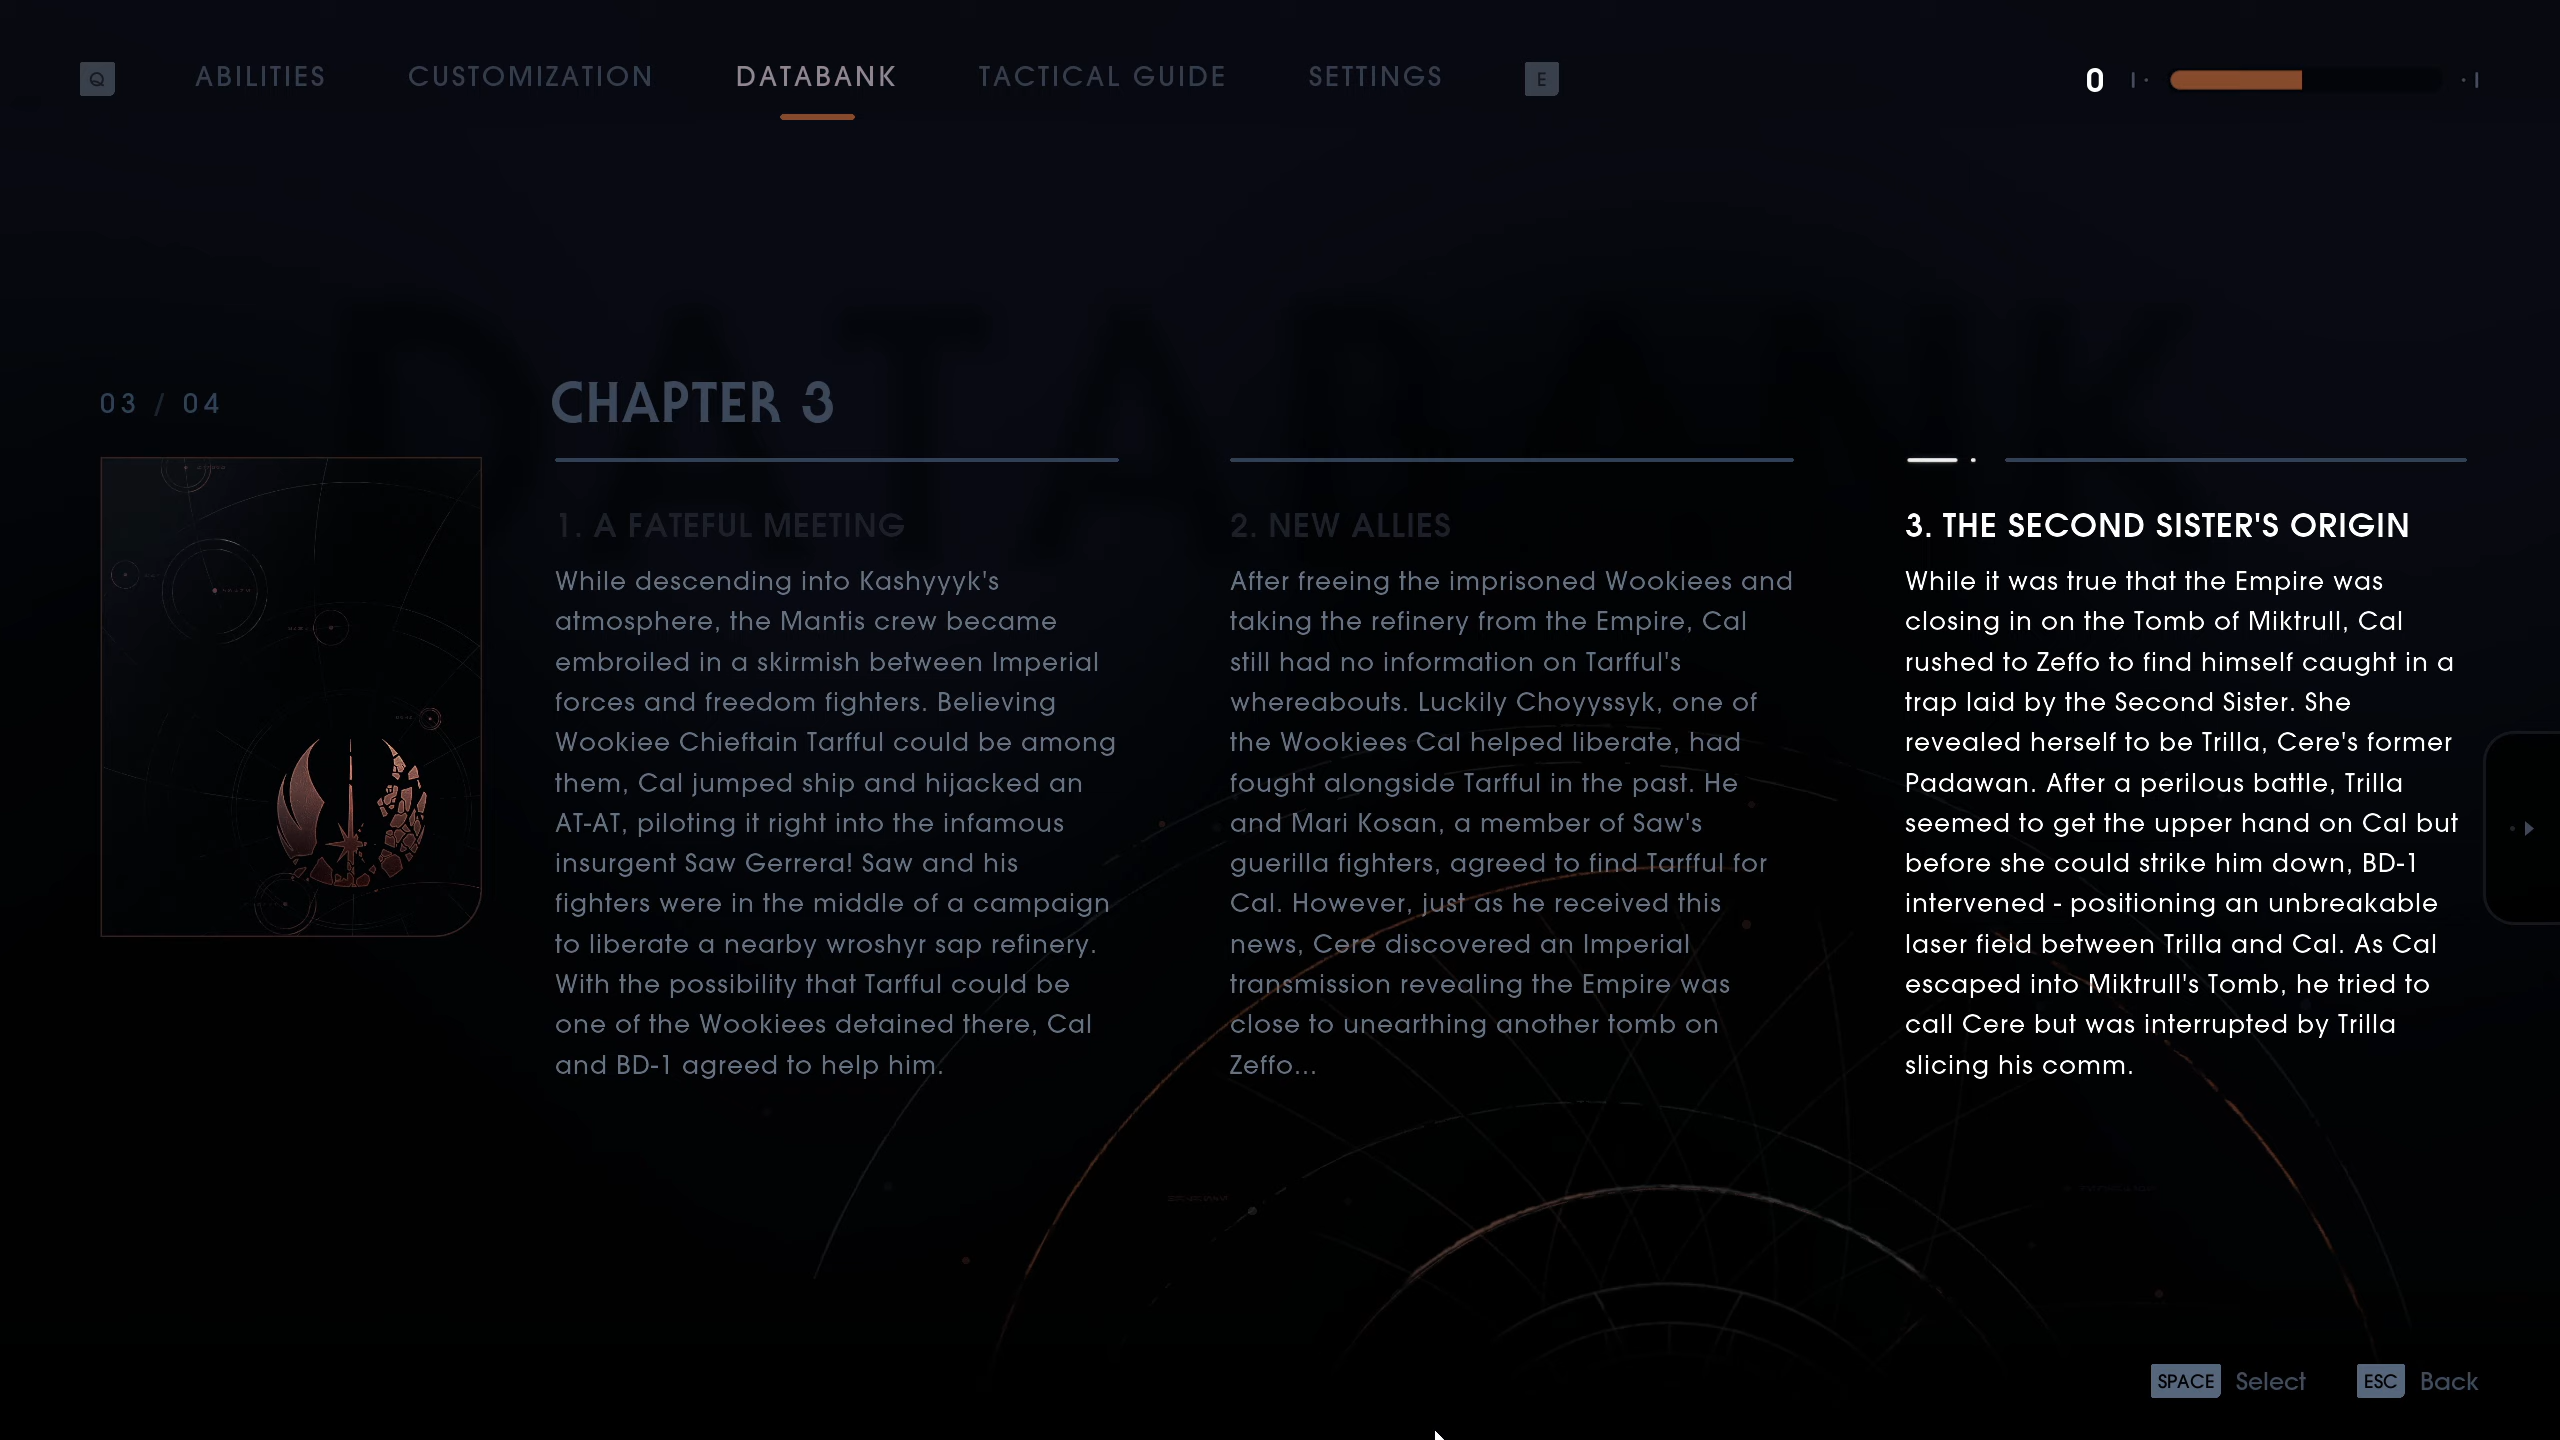 Q ABILITIES CUSTOMIZATION DATABANK TACTICAL GUIDE SETTINGS E 0
DATABANK
03 / 04
CHAPTER 3
1. A FATEFUL MEETING
While descending into Kashyyyk's
atmosphere, the Mantis crew became
embroiled in a skirmish between Imperial
forces and freedom fighters. Believing
Wookiee Chieftain Tarfful could be among
them, Cal jumped ship and hijacked an
AT-AT, piloting it right into the infamous
insurgent Saw Gerrera! Saw and his
fighters were in the middle of a campaign
to liberate a nearby wroshyr sap refinery.
With the possibility that Tarfful could be
one of the Wookiees detained there, Cal
and BD-1 agreed to help him.
2. NEW ALLIES
After freeing the imprisoned Wookiees and
taking the refinery from the Empire, Cal
still had no information on Tarfful's
whereabouts. Luckily Choyyssyk, one of
the Wookiees Cal helped liberate, had
fought alongside Tarfful in the past. He
and Mari Kosan, a member of Saw's
guerilla fighters, agreed to find Tarfful for
Cal. However, just as he received this
news, Cere discovered an Imperial
transmission revealing the Empire was
close to unearthing another tomb on
Zeffo...
3. THE SECOND SISTER'S ORIGIN
While it was true that the Empire was
closing in on the Tomb of Miktrull, Cal
rushed to Zeffo to find himself caught in a
trap laid by the Second Sister. She
revealed herself to be Trilla, Cere's former
Padawan. After a perilous battle, Trilla
seemed to get the upper hand on Cal but
before she could strike him down, BD-1
intervened - positioning an unbreakable
laser field between Trilla and Cal. As Cal
escaped into Miktrull's Tomb, he tried to
call Cere but was interrupted by Trilla
slicing his comm.
SPACE Select ESC Back